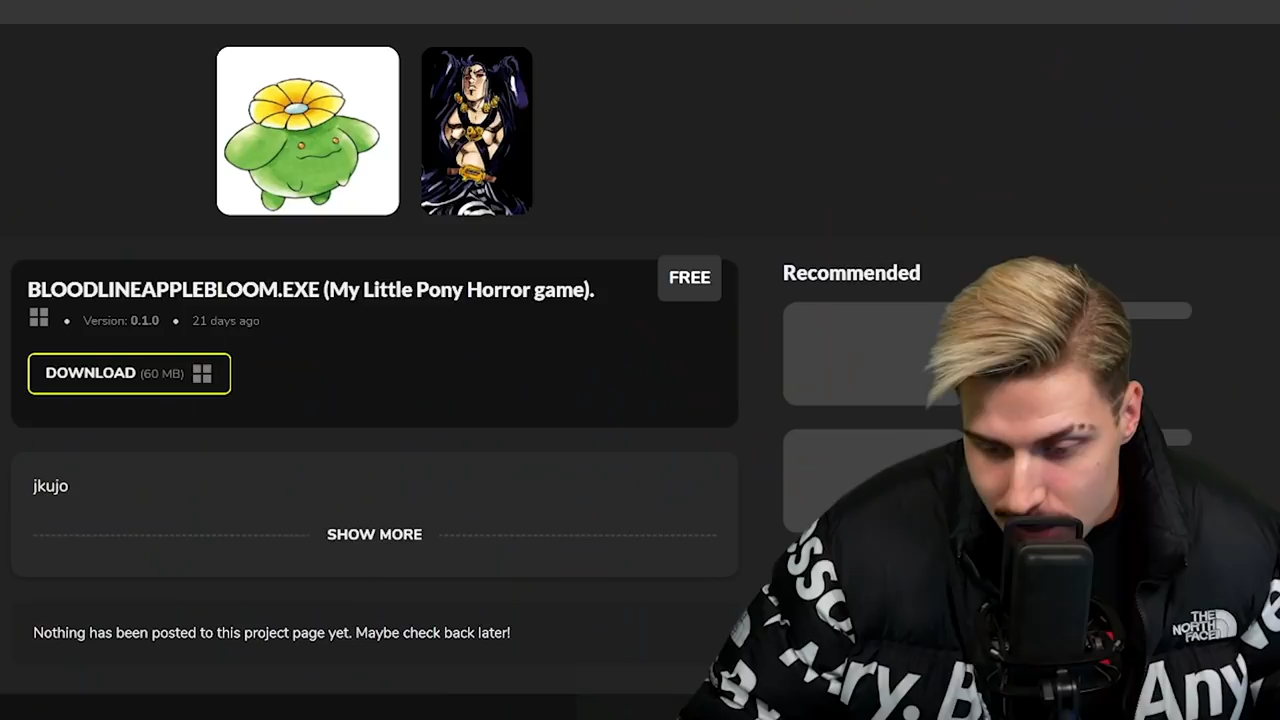 BLOODLINEAPPLEBLOOM.EXE (My Little Pony Horror game).
FREE
Version: 0.1.0 • 21 days ago
DOWNLOAD (60 MB)
Recommended
jkujo
SHOW MORE
Nothing has been posted to this project page yet. Maybe check back later!
THE
NORTH
FACE
ry. B
Any